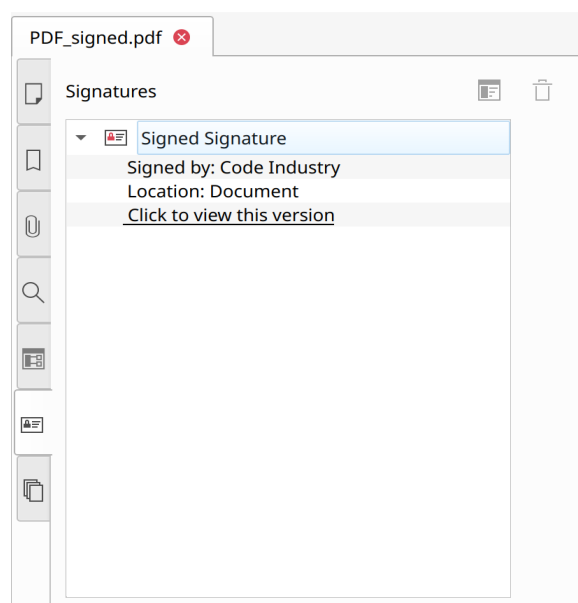 PDF_signed.pdf
Signatures
Signed Signature
Signed by: Code Industry
Location: Document
Click to view this version